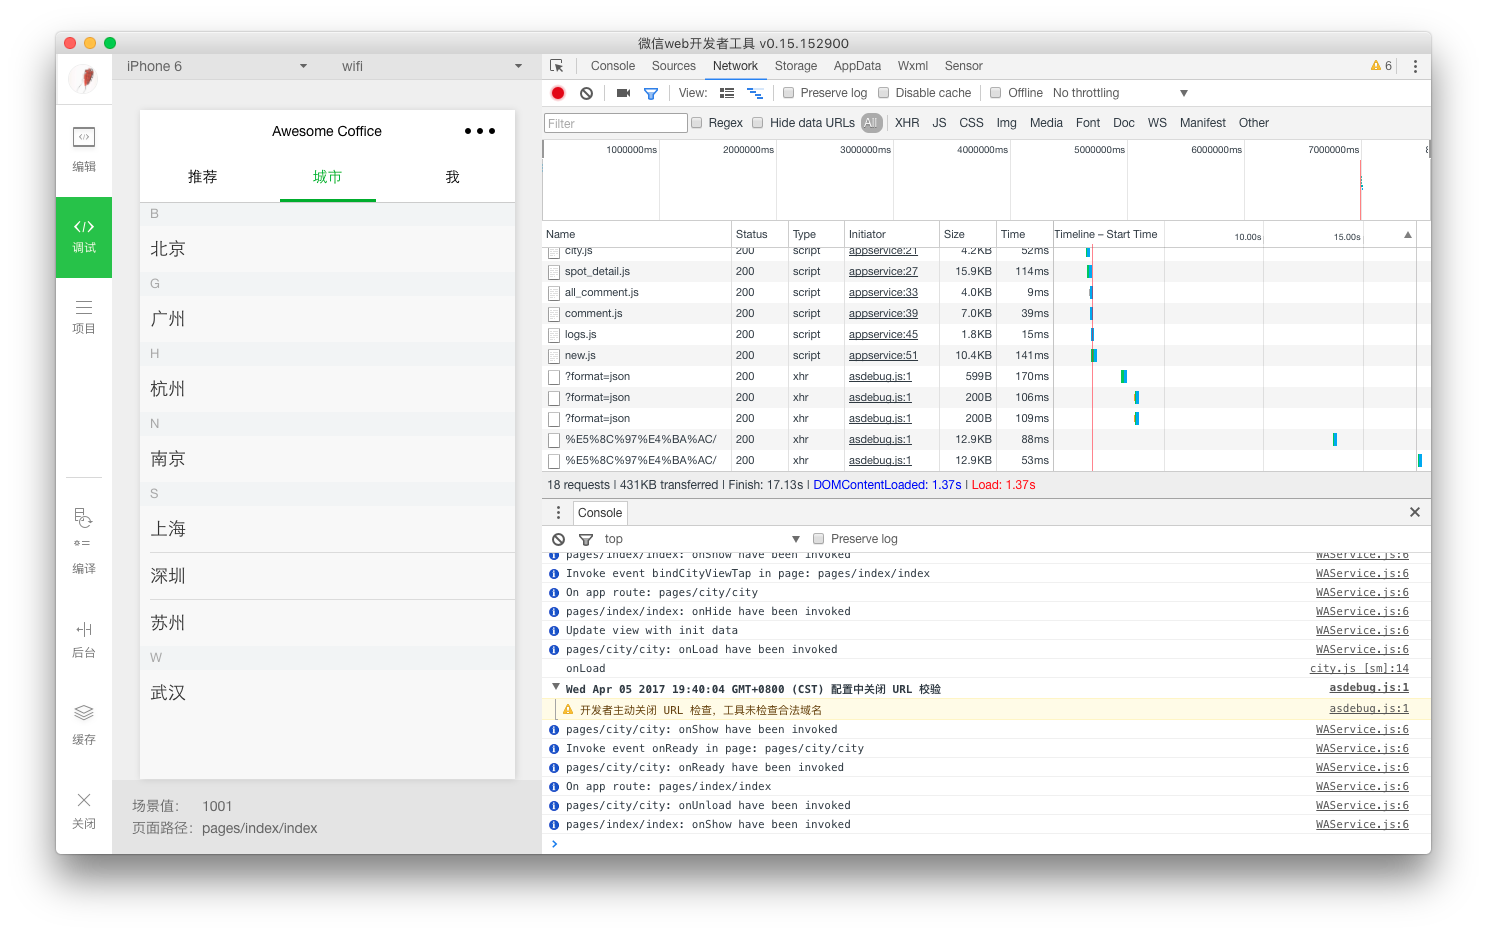 微信web开发者工具 v0.15.152900
iPhone 6 wifi
编辑
调试
项目
编译
后台
缓存
关闭
Awesome Coffice
推荐 城市 我
B
北京
G
广州
H
杭州
N
南京
S
上海
深圳
苏州
W
武汉
场景值: 1001
页面路径: pages/index/index
Console Sources Network Storage AppData Wxml Sensor 6
View: Preserve log Disable cache Offline No throttling
Filter Regex Hide data URLs All XHR JS CSS Img Media Font Doc WS Manifest Other
1000000ms 2000000ms 3000000ms 4000000ms 5000000ms 6000000ms 7000000ms
Name Status Type Initiator Size Time Timeline – Start Time 10.00s 15.00s
city.js 200 script appservice:21 4.2KB 52ms
spot_detail.js 200 script appservice:27 15.9KB 114ms
all_comment.js 200 script appservice:33 4.0KB 9ms
comment.js 200 script appservice:39 7.0KB 39ms
logs.js 200 script appservice:45 1.8KB 15ms
new.js 200 script appservice:51 10.4KB 141ms
?format=json 200 xhr asdebug.js:1 599B 170ms
?format=json 200 xhr asdebug.js:1 200B 106ms
?format=json 200 xhr asdebug.js:1 200B 109ms
%E5%8C%97%E4%BA%AC/ 200 xhr asdebug.js:1 12.9KB 88ms
%E5%8C%97%E4%BA%AC/ 200 xhr asdebug.js:1 12.9KB 53ms
18 requests | 431KB transferred | Finish: 17.13s | DOMContentLoaded: 1.37s | Load: 1.37s
Console
top Preserve log
pages/index/index: onShow have been invoked WAService.js:6
Invoke event bindCityViewTap in page: pages/index/index WAService.js:6
On app route: pages/city/city WAService.js:6
pages/index/index: onHide have been invoked WAService.js:6
Update view with init data WAService.js:6
pages/city/city: onLoad have been invoked WAService.js:6
onLoad city.js [sm]:14
Wed Apr 05 2017 19:40:04 GMT+0800 (CST) 配置中关闭 URL 校验 asdebug.js:1
开发者主动关闭 URL 检查，工具未检查合法域名 asdebug.js:1
pages/city/city: onShow have been invoked WAService.js:6
Invoke event onReady in page: pages/city/city WAService.js:6
pages/city/city: onReady have been invoked WAService.js:6
On app route: pages/index/index WAService.js:6
pages/city/city: onUnload have been invoked WAService.js:6
pages/index/index: onShow have been invoked WAService.js:6